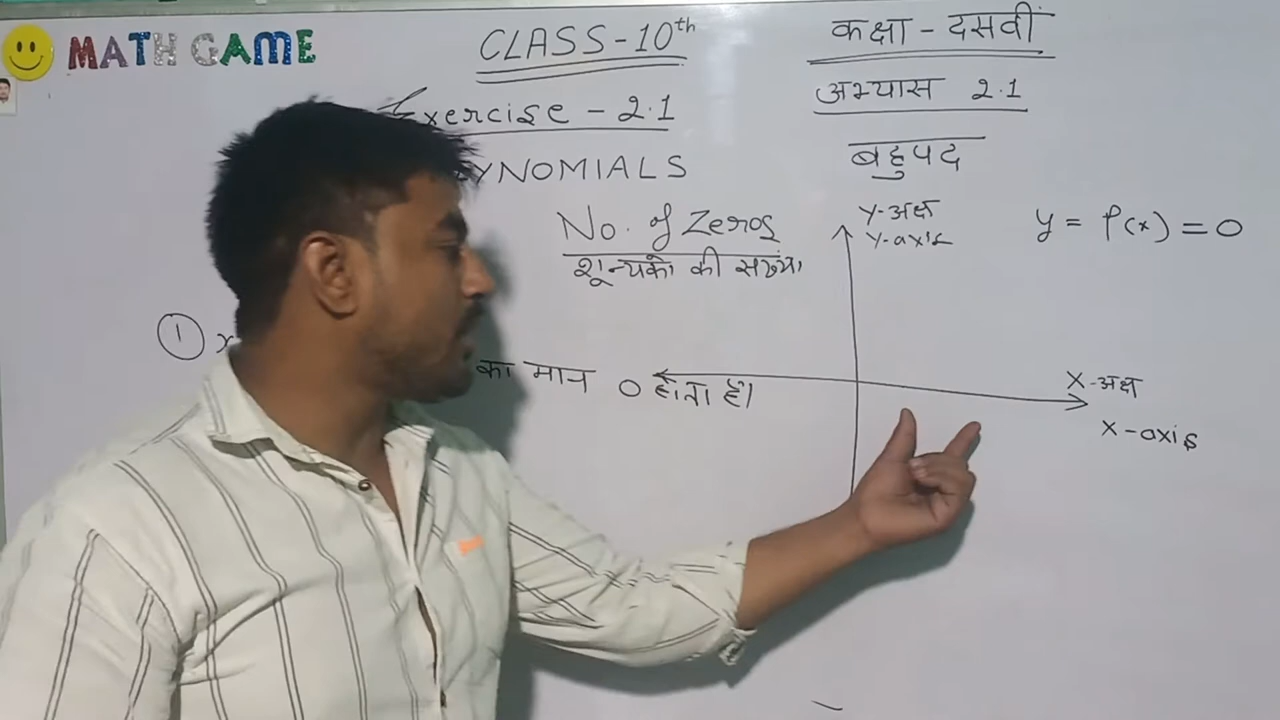 MATH GAME
CLASS-10th
कक्षा - दसवीं
Exercise - 2.1
अभ्यास 2.1
YNOMIALS
बहुपद
No. of Zeros
शून्यको की संख्या
y-अक्ष
y-axis
y = P(x) = 0
① x
का मान 0 होता है।
X-अक्ष
X-axis